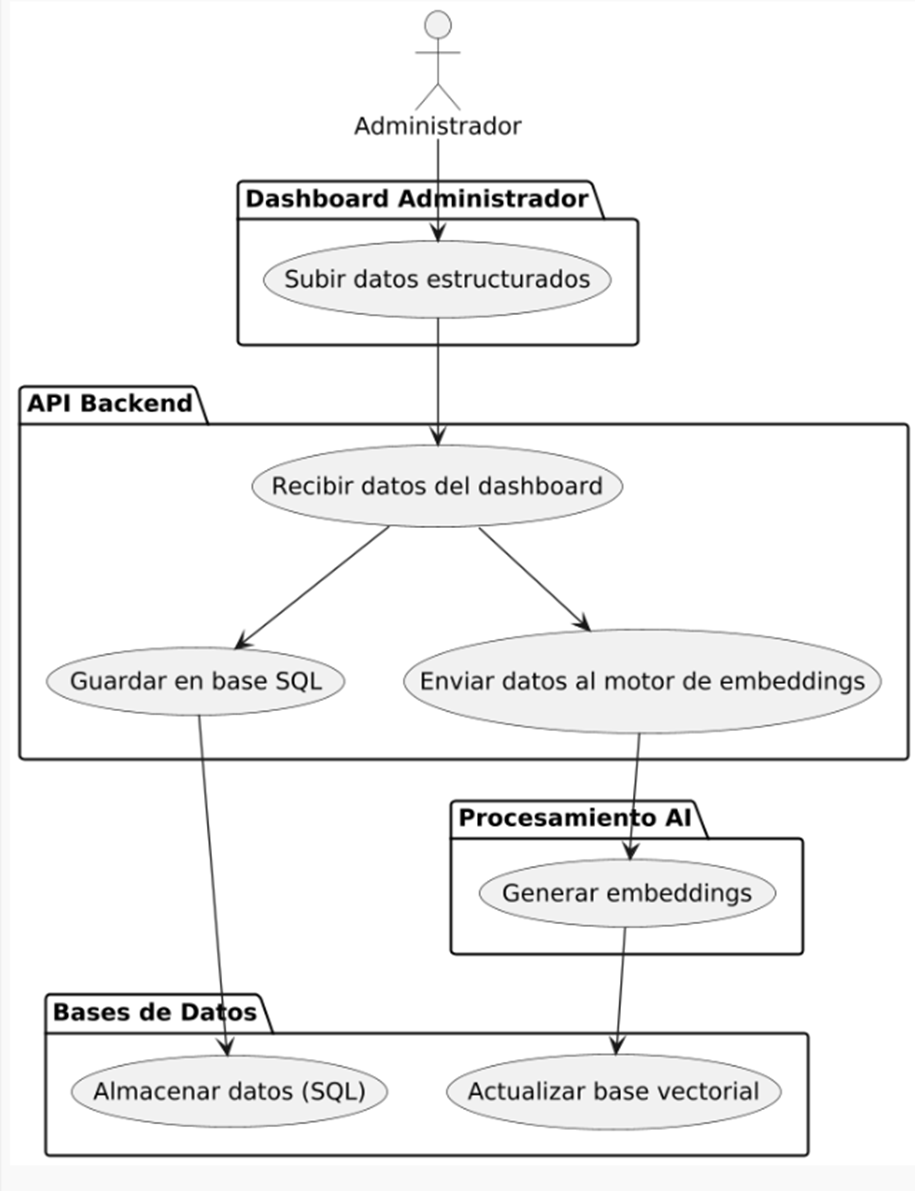 Administrador
Dashboard Administrador
Subir datos estructurados
API Backend
Recibir datos del dashboard
Guardar en base SQL
Enviar datos al motor de embeddings
Procesamiento AI
Generar embeddings
Bases de Datos
Almacenar datos (SQL)
Actualizar base vectorial